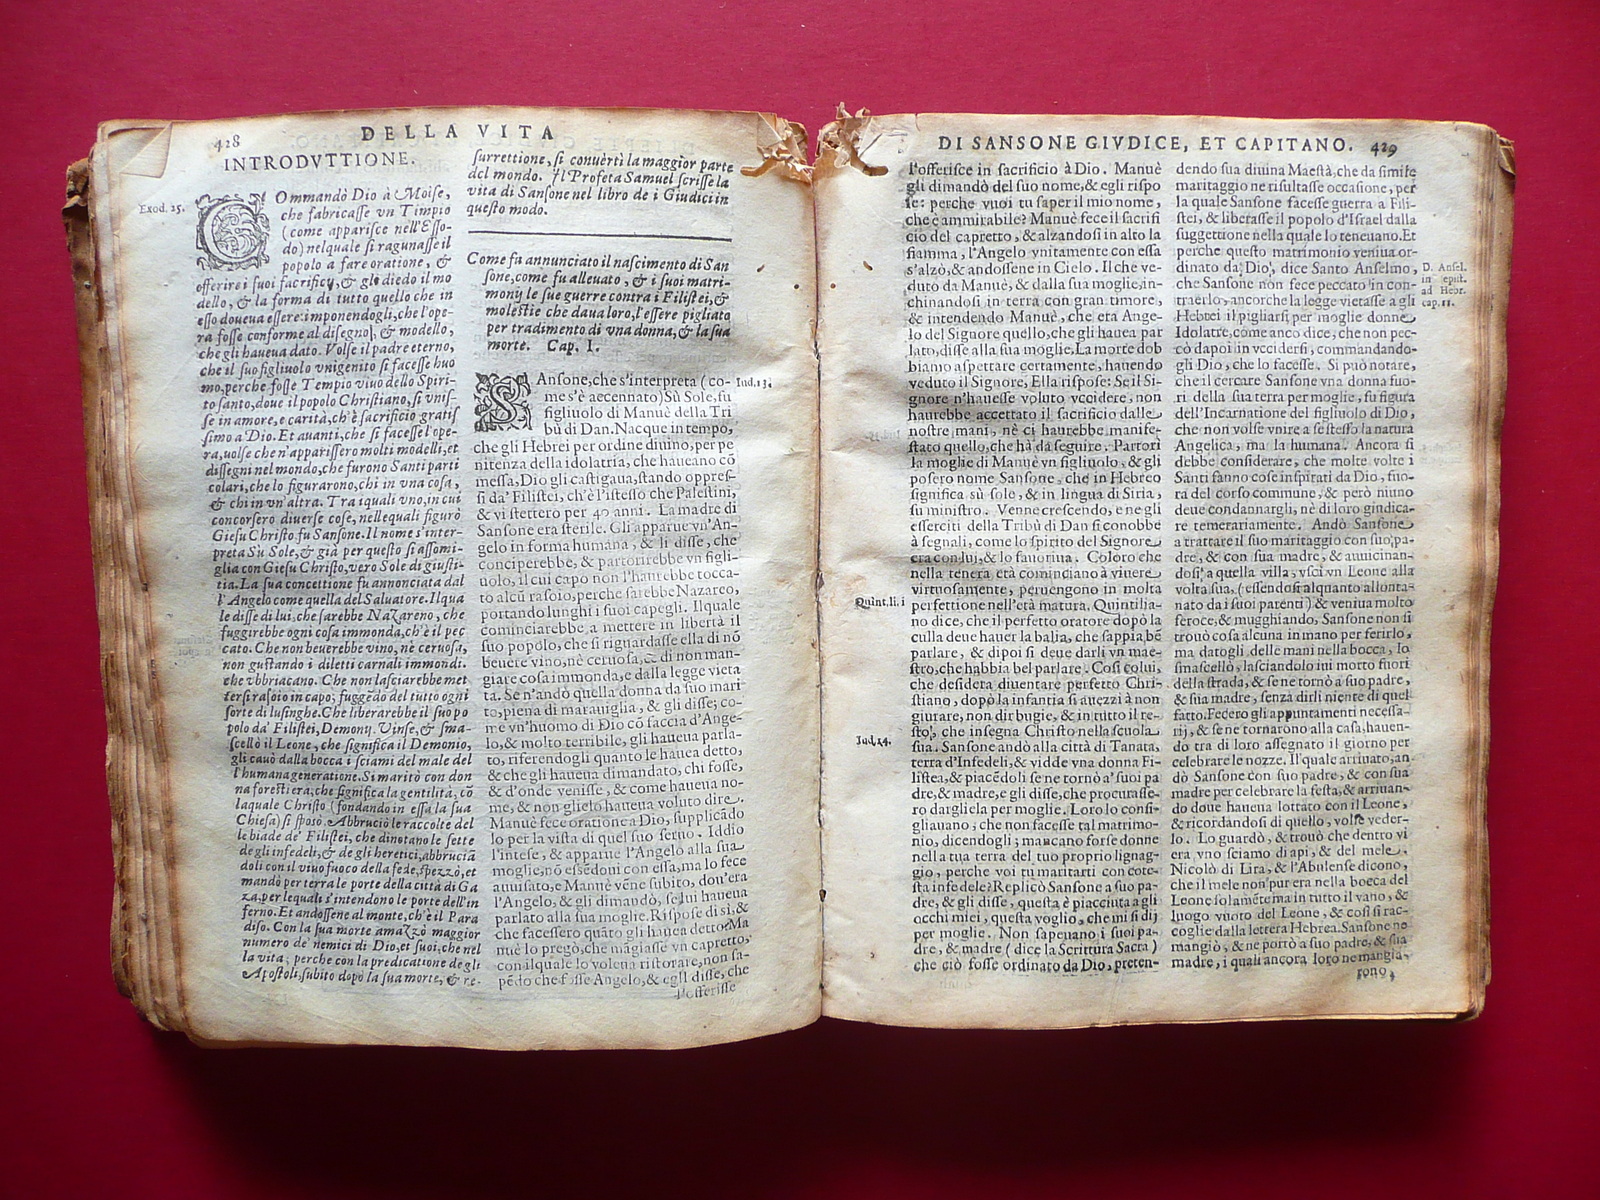 428
DELLA VITA
INTRODVTTIONE.
Exod. 25.
COmmandò Dio à Moise,
che fabricasse vn Timpio
(come apparisce nell'Esso-
do) nel quale si ragunasse il
popolo a fare oratione, &
offerire i suoi sacrificÿ, & gle diedo il mo
dello, & la forma di tutto quello che in
esso doueua essere: imponendogli, che l'ope-
ra fosse conforme al disegno, & modello,
che gli haueua dato. Volse il padre eterno,
che il suo figliuolo vnigenito si facesse huo
mo, perche fosse Tempio viuo dello Spiri-
to santo, doue il popolo Christiano, si vnis-
se in amore, e carità, ch'è sacrificio gratis
simo a Dio. Et auanti, che si facesse l'ope-
ra, volse che n'apparissero molti modelli, et
dissegni nel mondo, che furono Santi parti
colari, che lo figurarono, chi in vna cosa,
& chi in vn'altra. Tra i quali vno, in cui
concorsero diuerse cose, nelle quali figurò
Giesu Christo fu Sansone. Il nome s'inter-
preta Su Sole, & già per questo si assomi-
glia con Giesu Christo, vero Sole di giusti-
tia. La sua concettione fu annonciata dal
l'Angelo come quella del Saluatore. Il qua
le disse di lui, che sarebbe Nazareno, che
fuggirebbe ogni cosa immonda, ch'è il pec
cato. Che non beuerebbe vino, nè ceruosa,
non gustando i diletti carnali immondi.
che vbbriacano. Che non lasciarebbe met
tersi rasoio in capo; fuggẽdo del tutto ogni
sorte di lusinghe. Che liberarebbe il suo po
polo da' Filistei, Demonÿ. Vinse, & sma-
scellò il Leone, che significa il Demonio,
gli cauò dalla bocca i sciami del male del
l'humana generatione. Si maritò con don
na forestiera, che significa la gentilità, cõ
laquale Christo (fondando in essa la sua
Chiesa) si sposò. Abbruciò le raccolte del
le biade de' Filistei, che dinotano le sette
de gli infedeli, & de gli heretici, abbruciã
doli con il viuo fuoco della fede, spezzò, et
mandò per terra le porte della città di Ga
za, per le quali s'intendono le porte dell'in
ferno. Et andossene al monte, ch'è il Para
diso. Con la sua morte amazzò maggior
numero de' nemici di Dio, et suoi, che nel
la vita; perche con la predicatione de gli
Apostoli, subito dopò la sua morte, & re-
surrettione, si conuertì la maggior parte
del mondo. Il Profeta Samuel scrisse la
vita di Sansone nel libro de i Giudici in
questo modo.
Come fu annunciato il nascimento di San
sone, come fu alleuato, & i suoi matri-
monÿ le sue guerre contra i Filistei, &
molestie che daua loro, l'essere pigliato
per tradimento di vna donna, & la sua
morte. Cap. I.
Iud. 13.
SAnsone, che s'interpreta (co-
me s'è aecennato) Sù Sole, fu
figliuolo di Manuè della Tri
bù di Dan. Nacque in tempo,
che gli Hebrei per ordine diuino, per pe
nitenza della idolatria, che haueano cõ
messa, Dio gli castigaua, stando oppres-
si da' Filistei, ch'è l'istesso che Palestini,
& vi stettero per 40 anni. La madre di
Sansone era sterile. Gli apparue vn'An-
gelo in forma humana, & li disse, che
conciperebbe, & partorirebbe vn figli-
uolo, il cui capo non l'haurebbe tocca-
to alcũ rasoio, perche sarebbe Nazareo,
portando lunghi i suoi capegli. Il quale
cominciarebbe a mettere in libertà il
suo popolo, che si riguardasse ella di nõ
beuere vino, nè ceruosa, & di non man-
giare cosa immonda, e dalla legge vieta
ta. Se n'andò quella donna da suo mari
to, piena di marauiglia, & gli disse; co-
me vn'huomo di Dio cõ faccia d'Ange-
lo, & molto terribile, gli haueua parla-
to, riferendogli quanto le hauea detto,
& che gli haueua dimandato, chi fosse,
& d'onde venisse, & come haueua no-
me, & non glielo haueua voluto dire.
Manuè fece oratione a Dio, supplicãdo
lo per la vista di quel suo seruo. Iddio
l'intese, & apparue l'Angelo alla sua
moglie, nõ essẽdoni con essa, ma lo fece
auuisato, e Manuè vẽne subito, dou'era
l'Angelo, & gli dimandò, se lui haueua
parlato alla sua moglie. Rispose di sì, &
che facessero quãto gli hauea detto. Ma
nuè lo pregò, che mãgiasse vn capretto,
con il quale lo voleua ristorare, non sa-
pẽdo che fosse Angelo, & egli disse, che
l'offerisse
DI SANSONE GIVDICE, ET CAPITANO.
429
l'offerisce in sacrificio à Dio. Manuè
gli dimandò del suo nome, & egli rispo
se: perche vuoi tu saper il mio nome,
che è ammirabile? Manuè fece il sacrifi
cio del capretto, & alzandosi in alto la
fiamma, l'Angelo vnitamente con essa
s'alzò, & andossene in Cielo. Il che ve-
duto da Manuè, & dalla sua moglie, in-
chinandosi in terra con gran timore,
& intendendo Manuè, che era Ange-
lo del Signore quello, che gli hauea par
lato, disse alla sua moglie. La morte dob
biamo aspettare certamente, hauendo
veduto il Signore, Ella rispose: Se il Si-
gnore n'hauesse voluto vccidere, non
haurebbe accettato il sacrificio dalle
nostre mani, nè ci haurebbe manife-
stato quello, che hà da seguire. Partorì
la moglie di Manuè vn figliuolo, & gli
posero nome Sansone, che in Hebreo
significa sù sole, & in lingua di Siria,
su ministro. Venne crescendo, e ne gli
esserciti della Tribù di Dan si conobbe
à segnali, come lo spirito del Signore
era con lui, & lo fauoriua. Coloro che
nella tenera età cominciano à viuere
virtuosamente, peruengono in molta
perfettione nell'età matura. Quintilia-
no dice, che il perfetto oratore dopò la
culla deue hauer la balia, che sappia bẽ
parlare, & dipoi si deue darli vn mae-
stro, che habbia bel parlare. Così colui,
che desidera diuentare perfetto Chri-
stiano, dopò la infantia si auezzi à non
giurare, non dir bugie, & in tutto il re-
sto, che insegna Christo nella scuola
sua. Sansone andò alla città di Tanata,
terra d'Infedeli, & vidde vna donna Fi-
listea, & piacẽdoli se ne tornò a' suoi pa
dre, & madre, e gli disse, che procurasse-
ro dargliela per moglie. Loro lo consi-
gliauano, che non facesse tal matrimo-
nio, dicendogli; mancano forse donne
nella tua terra del tuo proprio lignag-
gio, perche voi tu maritarti con cote-
sta infedele? Replicò Sansone a suo pa-
dre, & gli disse, questa è piacciuta a gli
occhi miei, questa voglio, che mi si dij
per moglie. Non sapeuano i suoi pa-
dre, & madre (dice la Scrittura Sacra)
che ciò fosse ordinato da Dio, preten-
Quint. li. 1
Iud. 14.
dendo sua diuina Maestà, che da simile
maritaggio ne risultasse occasione, per
la quale Sansone facesse guerra a Fili-
stei, & liberasse il popolo d'Israel dalla
suggettione nella quale lo teneuano. Et
perche questo matrimonio veniua or-
dinato da Dio, dice Santo Anselmo,
che Sansone non fece peccato in con-
traerlo, ancorche la legge vietasse a gli
Hebrei il pigliarsi per moglie donne
Idolatre, come anco dice, che non pec-
cò dapoi in vccidersi, commandando-
gli Dio, che lo facesse. Si può notare,
che il cercare Sansone vna donna fuo-
ri della sua terra per moglie, fu figura
dell'Incarnatione del figliuolo di Dio,
che non volse vnire a se stesso la natura
Angelica, ma la humana. Ancora si
debbe considerare, che molte volte i
Santi fanno cose inspirati da Dio, fuo-
ra del corso commune, & però niuno
deue condannargli, nè di loro giudica-
re temerariamente. Andò Sansone
a trattare il suo maritaggio con suo pa-
dre, & con sua madre, & auuicinan-
dosi a quella villa, vscì vn Leone alla
volta sua, (essendosi alquanto allonta-
nato da i suoi parenti) & veniua molto
feroce, & mugghiando, Sansone non si
trouò cosa alcuna in mano per ferirlo,
ma datogli delle mani nella bocca, lo
smascellò, lasciandolo iui morto fuori
della strada, & se ne tornò a suo padre,
& sua madre, senza dirli niente di quel
fatto. Federo gli appuntamenti necessa-
rij, & se tornarono alla casa, hauen-
do tra di loro assegnato il giorno per
celebrare le nozze. Il quale arriuato, an
dò Sansone con suo padre, & con sua
madre per celebrare la festa, & arriuan-
do doue haueua lottato con il Leone,
& ricordandosi di quello, volse veder-
lo. Lo guardò, & trouò che dentro vi
era vno sciamo di api, & del mele.
Nicolò di Lira, & l'Abulense dicono,
che il mele non pur era nella bocca del
Leone solamẽte ma in tutto il vano, &
luogo vuoto del Leone, & così si rac-
coglie dalla lettera Hebrea. Sansone ne
mangiò, & ne portò a suo padre, & sua
madre, i quali ancora loro ne mangia-
rono,
D. Ansel.
in epist.
ad Hebr.
cap. 11.